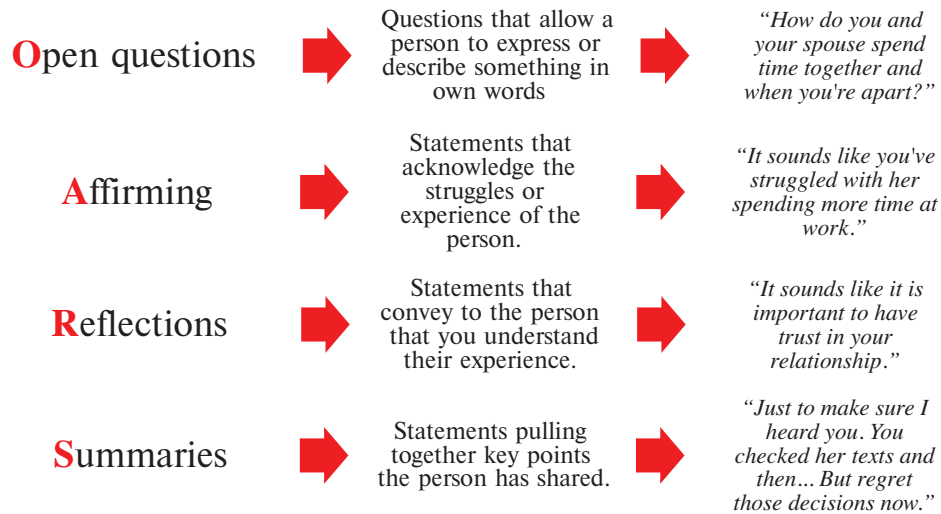 Open questions
Questions that allow a
person to express or
describe something in
own words
“How do you and
your spouse spend
time together and
when you're apart?”
Affirming
Statements that
acknowledge the
struggles or
experience of the
person.
“It sounds like you've
struggled with her
spending more time at
work.”
Reflections
Statements that
convey to the person
that you understand
their experience.
“It sounds like it is
important to have
trust in your
relationship.”
Summaries
Statements pulling
together key points
the person has shared.
“Just to make sure I
heard you. You
checked her texts and
then... But regret
those decisions now.”